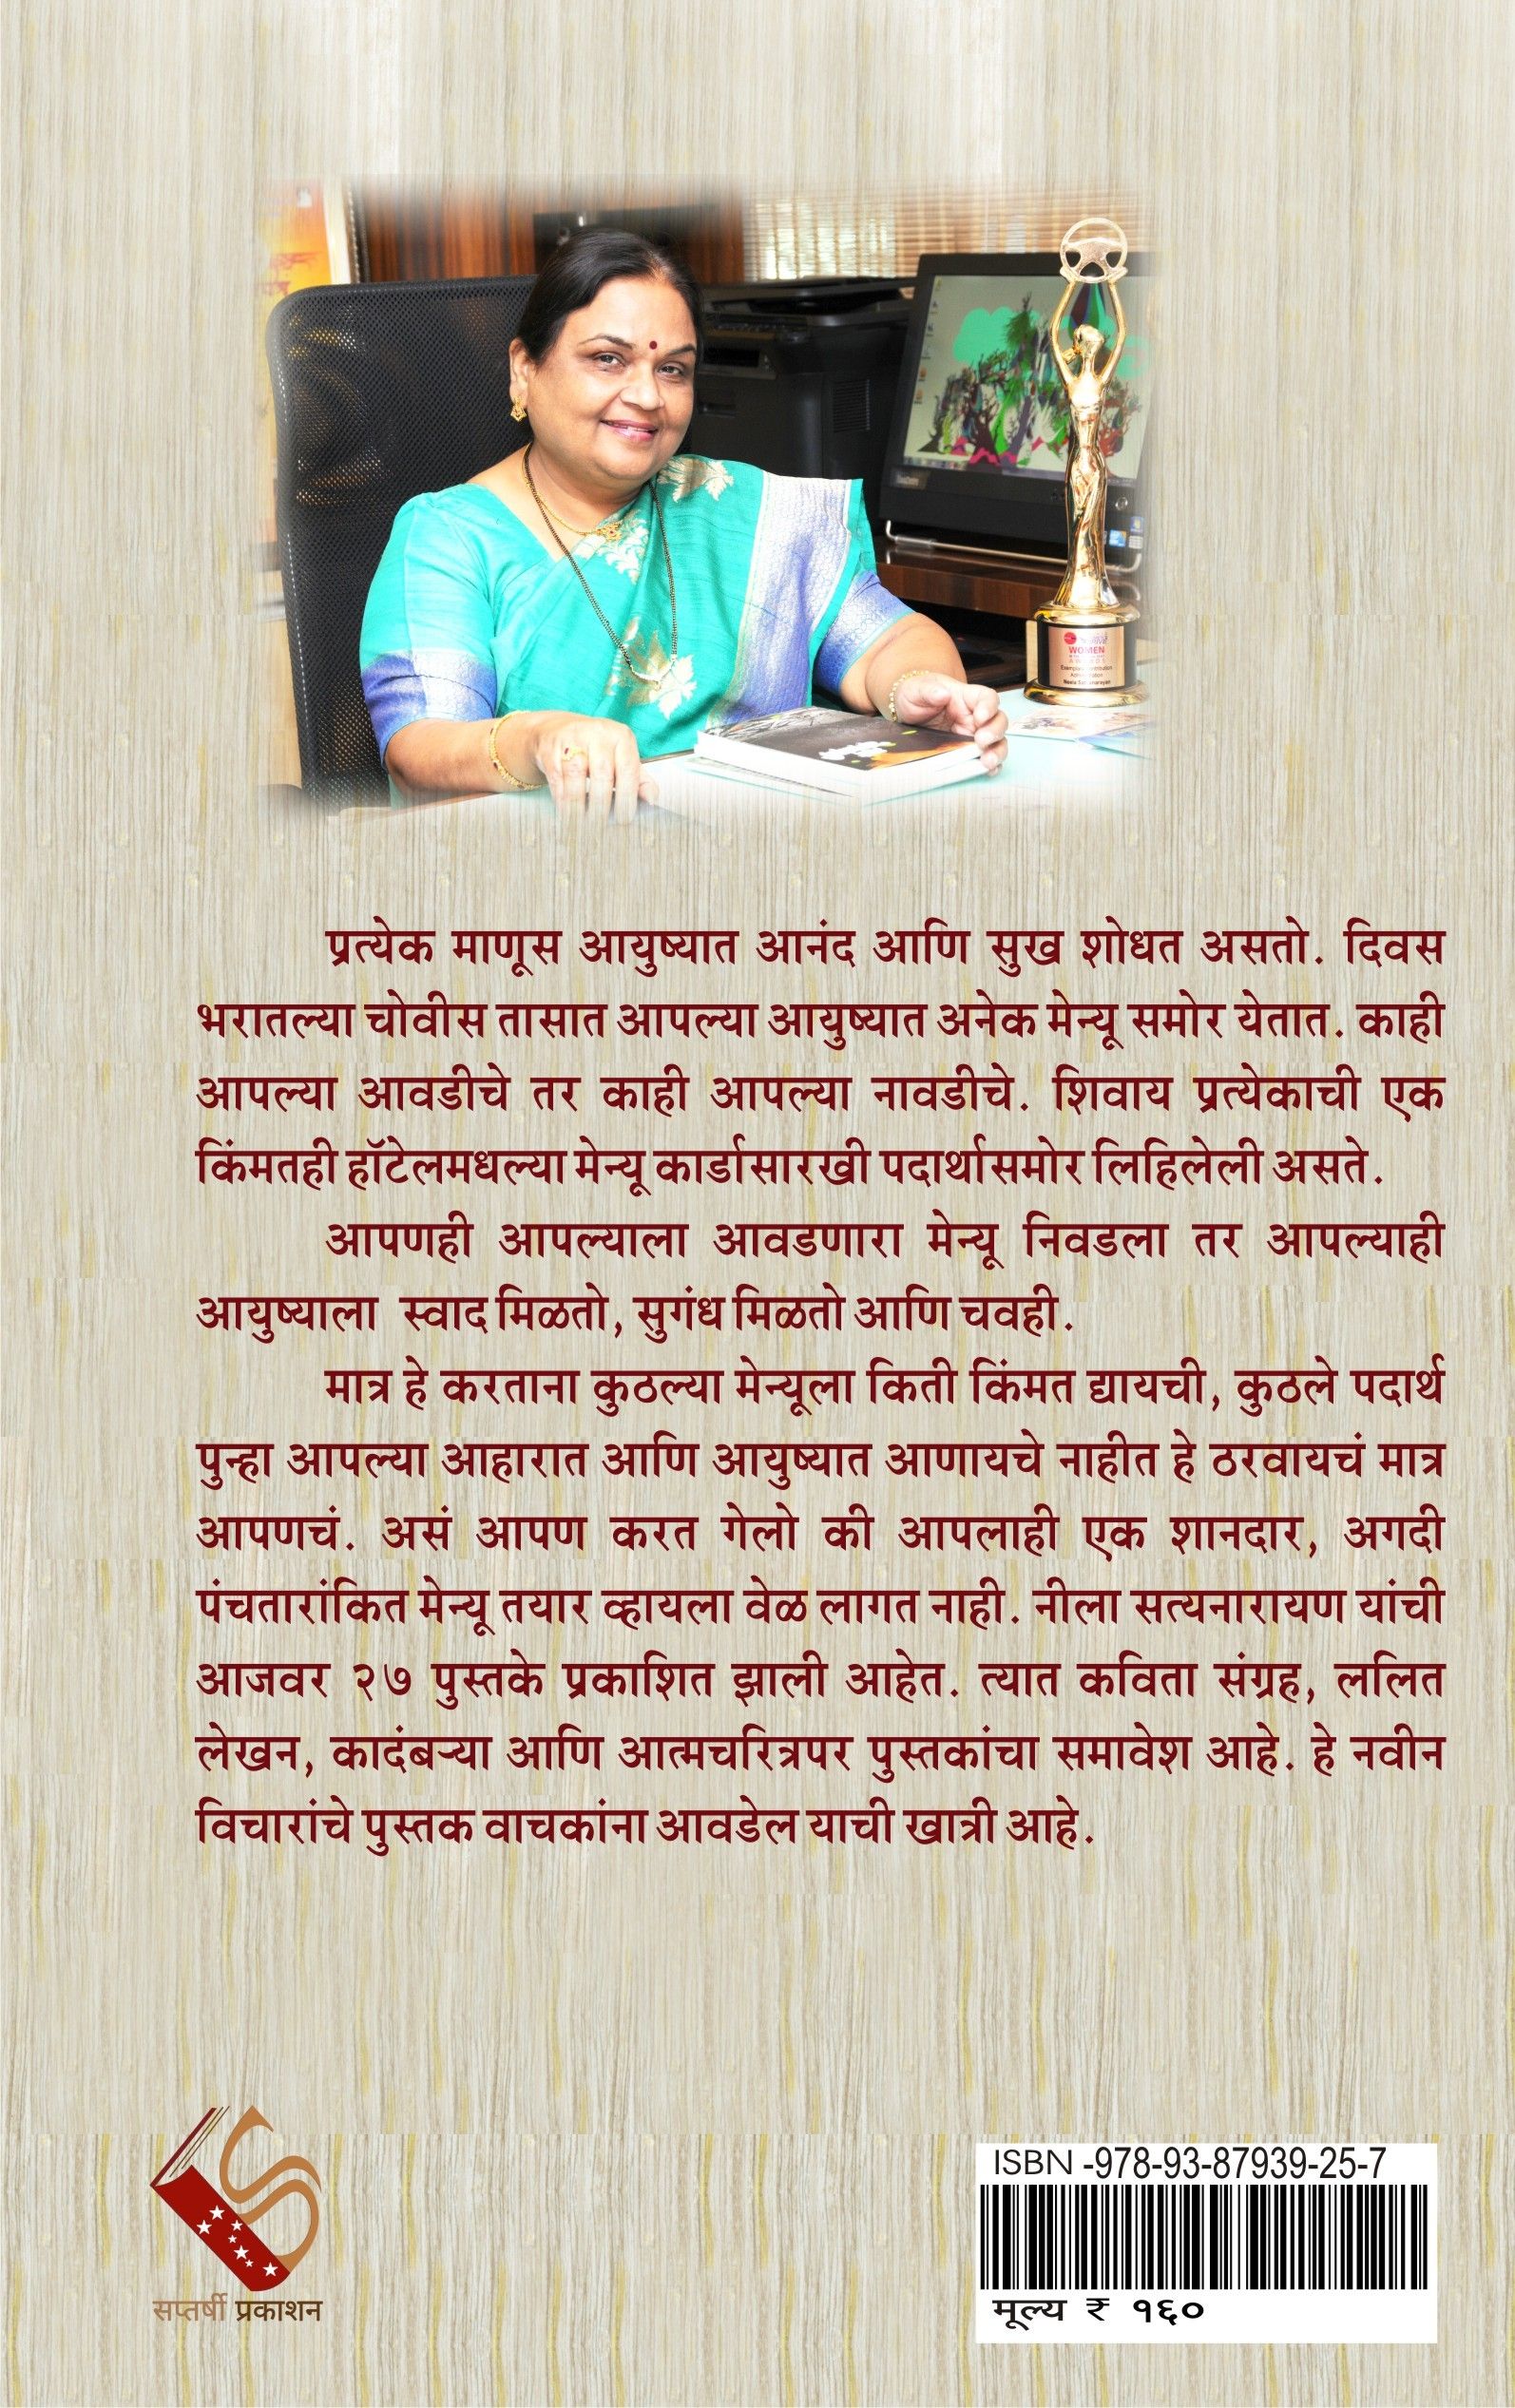 WOMEN
प्रत्येक माणूस आयुष्यात आनंद आणि सुख शोधत असतो. दिवस
भरातल्या चोवीस तासात आपल्या आयुष्यात अनेक मेन्यू समोर येतात. काही
आपल्या आवडीचे तर काही आपल्या नावडीचे. शिवाय प्रत्येकाची एक
किंमतही हॉटेलमधल्या मेन्यू कार्डासारखी पदार्थासमोर लिहिलेली असते.
आपणही आपल्याला आवडणारा मेन्यू निवडला तर आपल्याही
आयुष्याला स्वाद मिळतो, सुगंध मिळतो आणि चवही.
मात्र हे करताना कुठल्या मेन्यूला किती किंमत द्यायची, कुठले पदार्थ
पुन्हा आपल्या आहारात आणि आयुष्यात आणायचे नाहीत हे ठरवायचं मात्र
आपणचं. असं आपण करत गेलो की आपलाही एक शानदार, अगदी
पंचतारांकित मेन्यू तयार व्हायला वेळ लागत नाही. नीला सत्यनारायण यांची
आजवर २७ पुस्तके प्रकाशित झाली आहेत. त्यात कविता संग्रह, ललित
लेखन, कादंबऱ्या आणि आत्मचरित्रपर पुस्तकांचा समावेश आहे. हे नवीन
विचारांचे पुस्तक वाचकांना आवडेल याची खात्री आहे.
सप्तर्षी प्रकाशन
ISBN -978-93-87939-25-7
मूल्य ₹ १६०